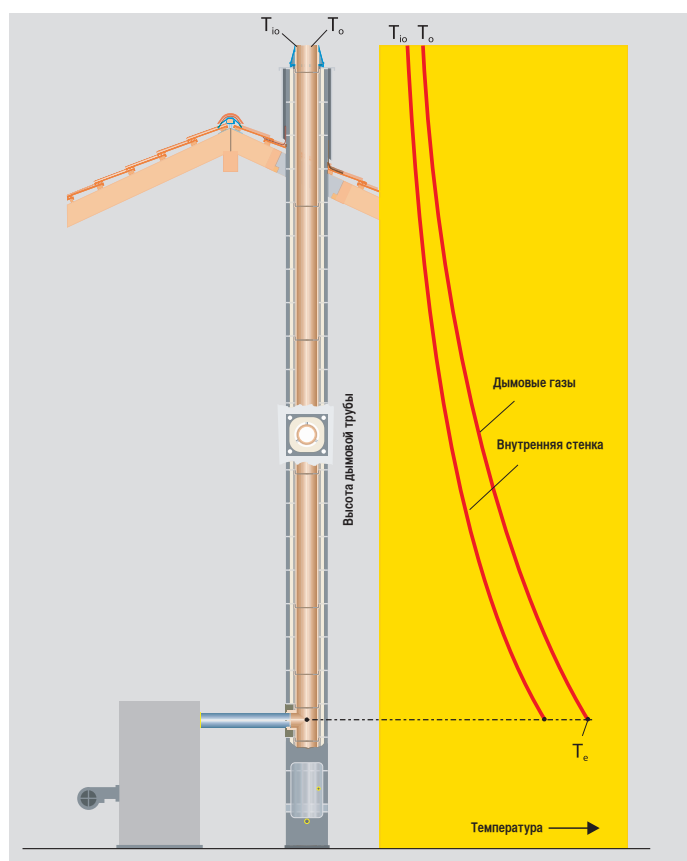 Tio To
Tio To
Дымовые газы
Внутренняя стенка
Высота дымовой трубы
Te
Температура